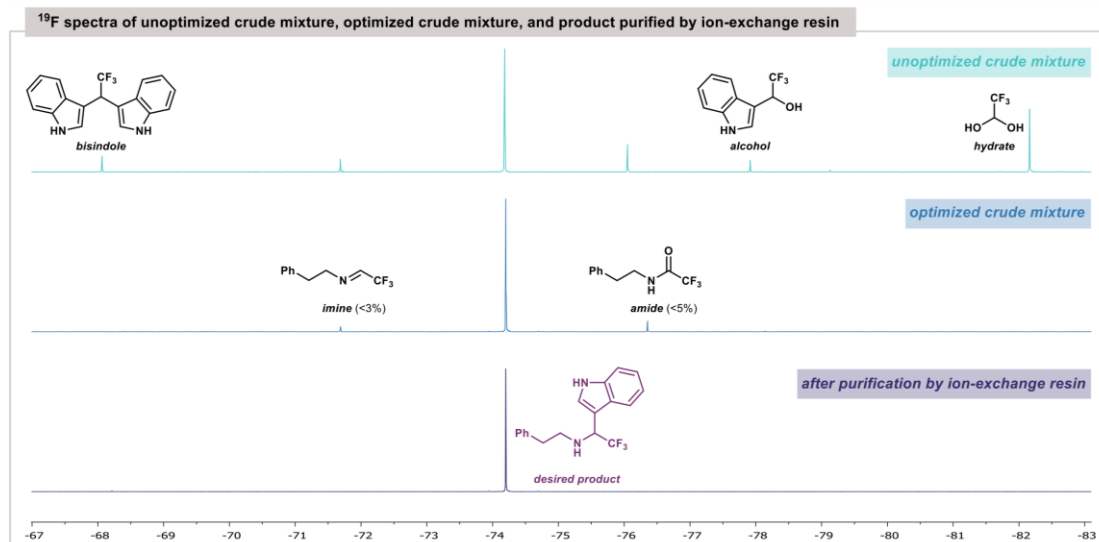 ¹⁹F spectra of unoptimized crude mixture, optimized crude mixture, and product purified by ion-exchange resin
unoptimized crude mixture
CF₃
HN
NH
bisindole
CF₃
OH
HN
alcohol
CF₃
HO OH
hydrate
optimized crude mixture
Ph
N
CF₃
imine (<3%)
O
Ph
N
H
CF₃
amide (<5%)
after purification by ion-exchange resin
HN
Ph
N
H
CF₃
desired product
-67 -68 -69 -70 -71 -72 -73 -74 -75 -76 -77 -78 -79 -80 -81 -82 -83